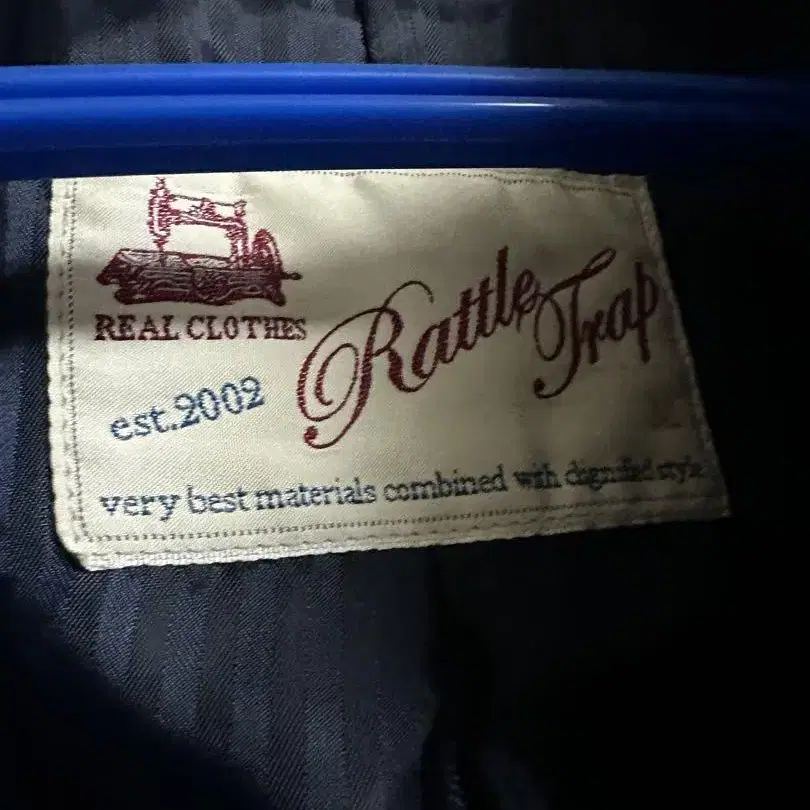 REAL CLOTHES
Rattle Trap
est.2002
very best materials combined with dignified style